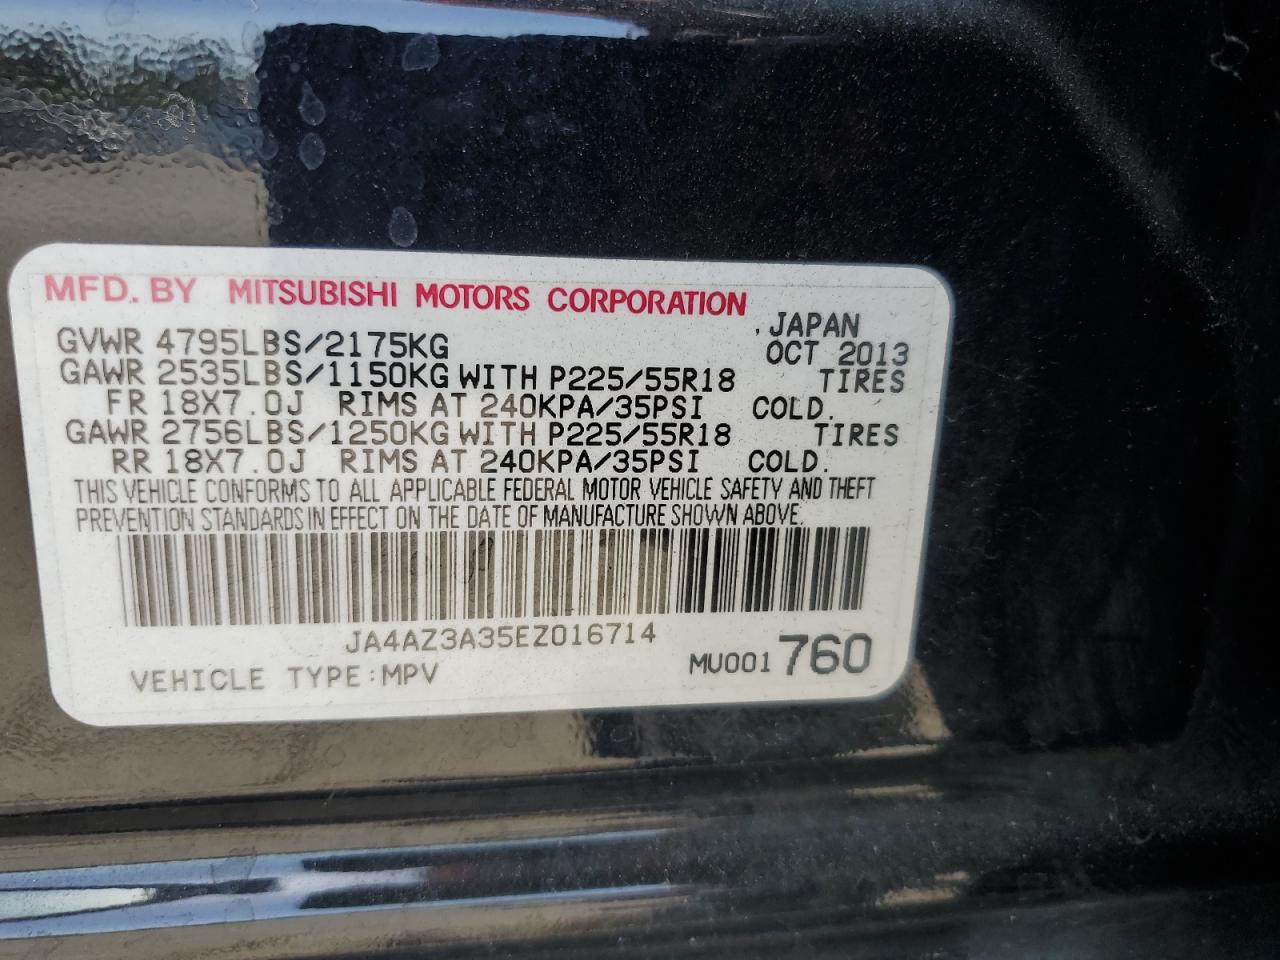 MFD. BY MITSUBISHI MOTORS CORPORATION
. JAPAN
GVWR 4795LBS/2175KG OCT 2013
GAWR 2535LBS/1150KG WITH P225/55R18 TIRES
FR 18X7.0J RIMS AT 240KPA/35PSI COLD.
GAWR 2756LBS/1250KG WITH P225/55R18 TIRES
RR 18X7.0J RIMS AT 240KPA/35PSI COLD.
THIS VEHICLE CONFORMS TO ALL APPLICABLE FEDERAL MOTOR VEHICLE SAFETY AND THEFT
PREVENTION STANDARDS IN EFFECT ON THE DATE OF MANUFACTURE SHOWN ABOVE.
JA4AZ3A35EZ016714
VEHICLE TYPE:MPV MU001 760